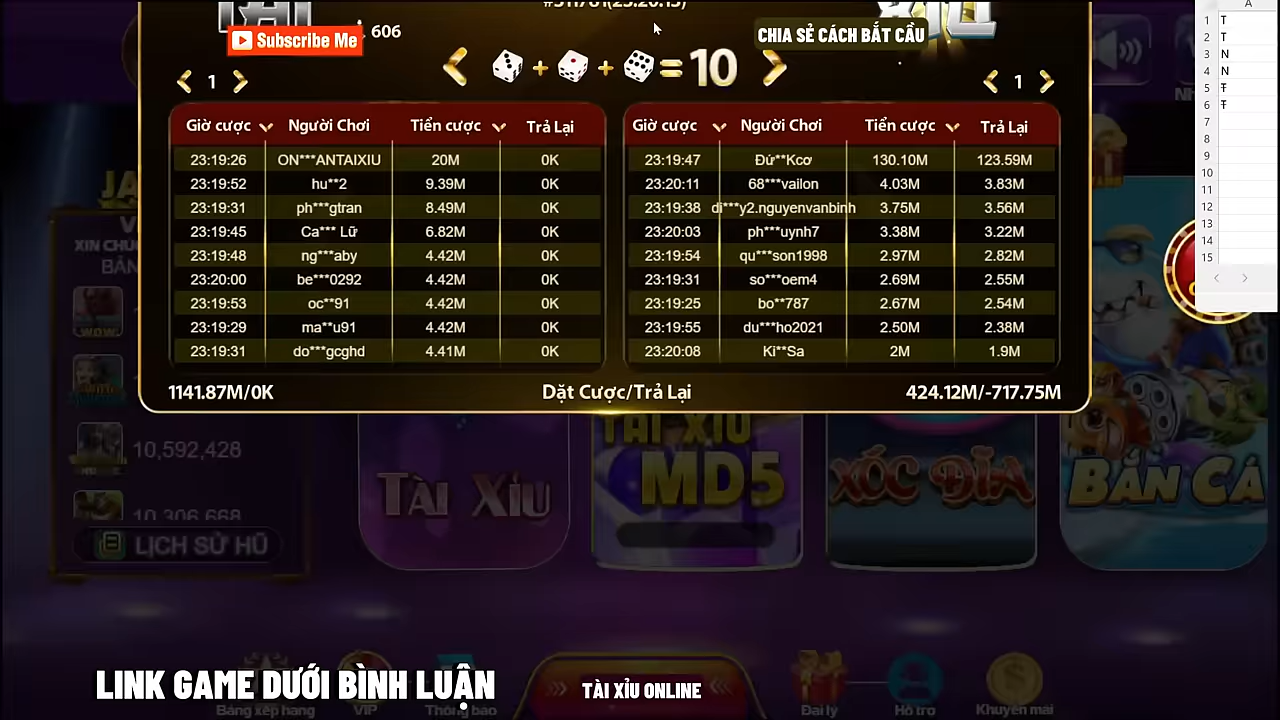 TÀI
XỈU
Subscribe Me
606
CHIA SẺ CÁCH BẮT CẦU
+ + = 10
1
1
Giờ cược Người Chơi Tiền cược Trả Lại
23:19:26 ON***ANTAIXIU 20M 0K
23:19:52 hu**2 9.39M 0K
23:19:31 ph***gtran 8.49M 0K
23:19:45 Ca*** Lữ 6.82M 0K
23:19:48 ng***aby 4.42M 0K
23:20:00 be***0292 4.42M 0K
23:19:53 oc**91 4.42M 0K
23:19:29 ma**u91 4.42M 0K
23:19:31 do***gcghd 4.41M 0K
Giờ cược Người Chơi Tiền cược Trả Lại
23:19:47 Đứ**Kcơ 130.10M 123.59M
23:20:11 68***vailon 4.03M 3.83M
23:19:38 di***y2.nguyenvanbinh 3.75M 3.56M
23:20:03 ph***uynh7 3.38M 3.22M
23:19:54 qu***son1998 2.97M 2.82M
23:19:31 so***oem4 2.69M 2.55M
23:19:25 bo**787 2.67M 2.54M
23:19:55 du***ho2021 2.50M 2.38M
23:20:08 Ki**Sa 2M 1.9M
1141.87M/0K Dặt Cược/Trả Lại 424.12M/-717.75M
A
1 T
2 T
3 N
4 N
5 T
6 T
7
8
9
10
11
12
13
14
15
10,592,428
10,306,668
LỊCH SỬ HŨ
TÀI XỈU
TÀI XỈU
MD5
XÓC ĐĨA
BẮN CÁ
LINK GAME DƯỚI BÌNH LUẬN
TÀI XỈU ONLINE
Bảng xếp hạng VIP Thông báo Đại lý Hỗ trợ Khuyến mãi